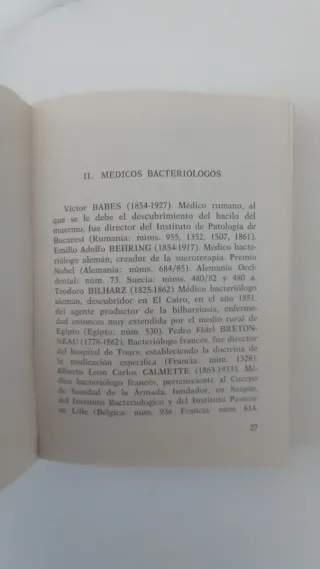 II. MEDICOS BACTERIOLOGOS
Víctor BABES (1854-1927). Médico rumano, al
que se le debe el descubrimiento del bacilo del
muermo, fue director del Instituto de Patología de
Bucarest (Rumania: núms. 955, 1352, 1507, 1861).
Emilio Adolfo BEHRING (1854-1917). Médico bacte-
riólogo alemán, creador de la sueroterapia. Premio
Nobel (Alemania: núms. 684/85). Alemania Occi-
dental: núm. 73. Suecia: núms. 480/82 y 480 a.
Teodoro BILHARZ (1825-1862) Médico bacteriólogo
aleman, descubridor en El Cairo, en el año 1851,
del agente productor de la bilharziosis, enferme-
dad entonces muy extendida por el medio rural de
Egipto (Egipto: núm. 530). Pedro Fidel BRETON-
NEAU (1778-1862). Bacteriólogo francés, fue director
del hospital de Tours, estableciendo la doctrina de
la medicación específica (Francia: núm. 1328).
Alberto León Carlos CALMETTE (1863-1933). Mé-
dico bacteriólogo francés, perteneciente al Cuerpo
de Sanidad de la Armada, fundador, en Saigón,
del Instituto Bacteriológico y del Instituto Pasteur
en Lille (Bélgica: núm. 936 Fenicia núm. 614,
27